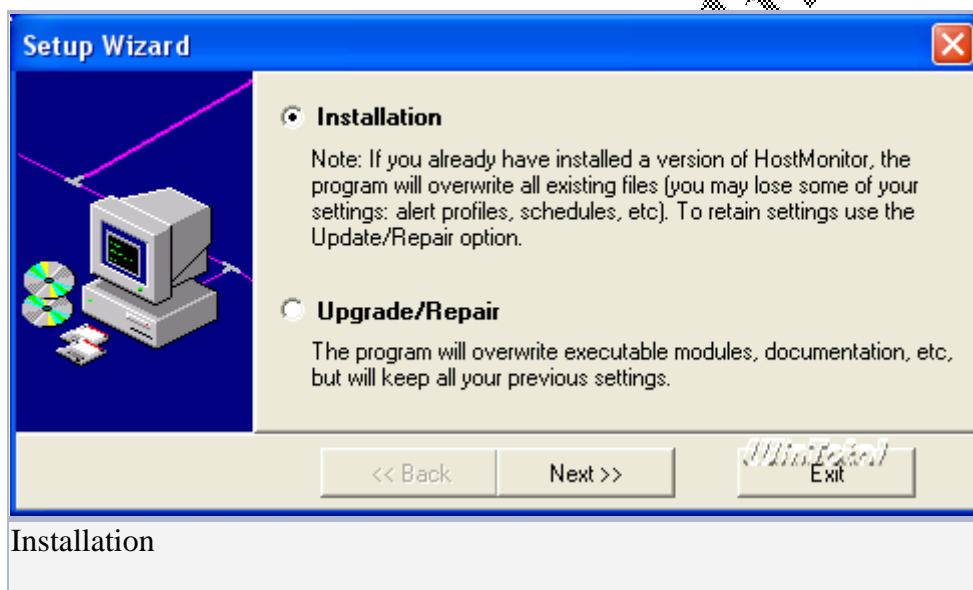 Setup Wizard
Installation
Note: If you already have installed a version of HostMonitor, the
program will overwrite all existing files (you may lose some of your
settings: alert profiles, schedules, etc). To retain settings use the
Update/Repair option.
Upgrade/Repair
The program will overwrite executable modules, documentation, etc,
but will keep all your previous settings.
<< Back
Next >>
WinTotal
Exit
Installation